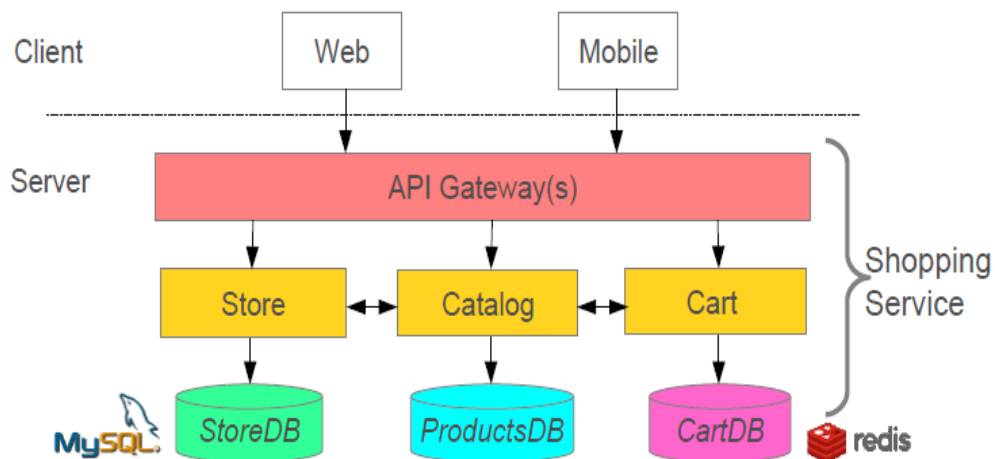 Client
Web
Mobile
Server
API Gateway(s)
Shopping
Service
Store
Catalog
Cart
MySQL
StoreDB
ProductsDB
CartDB
redis